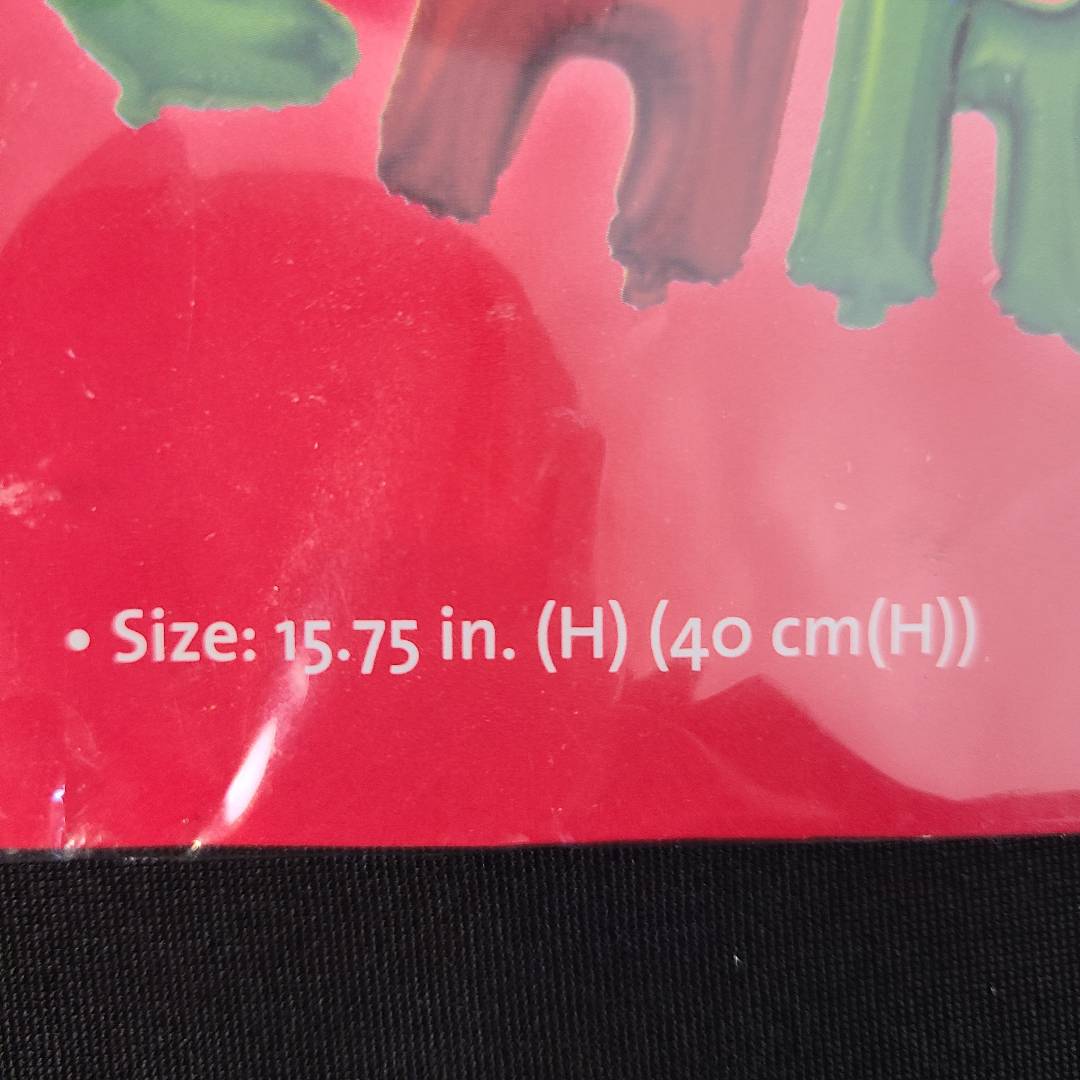 • Size: 15.75 in. (H) (40 cm(H))